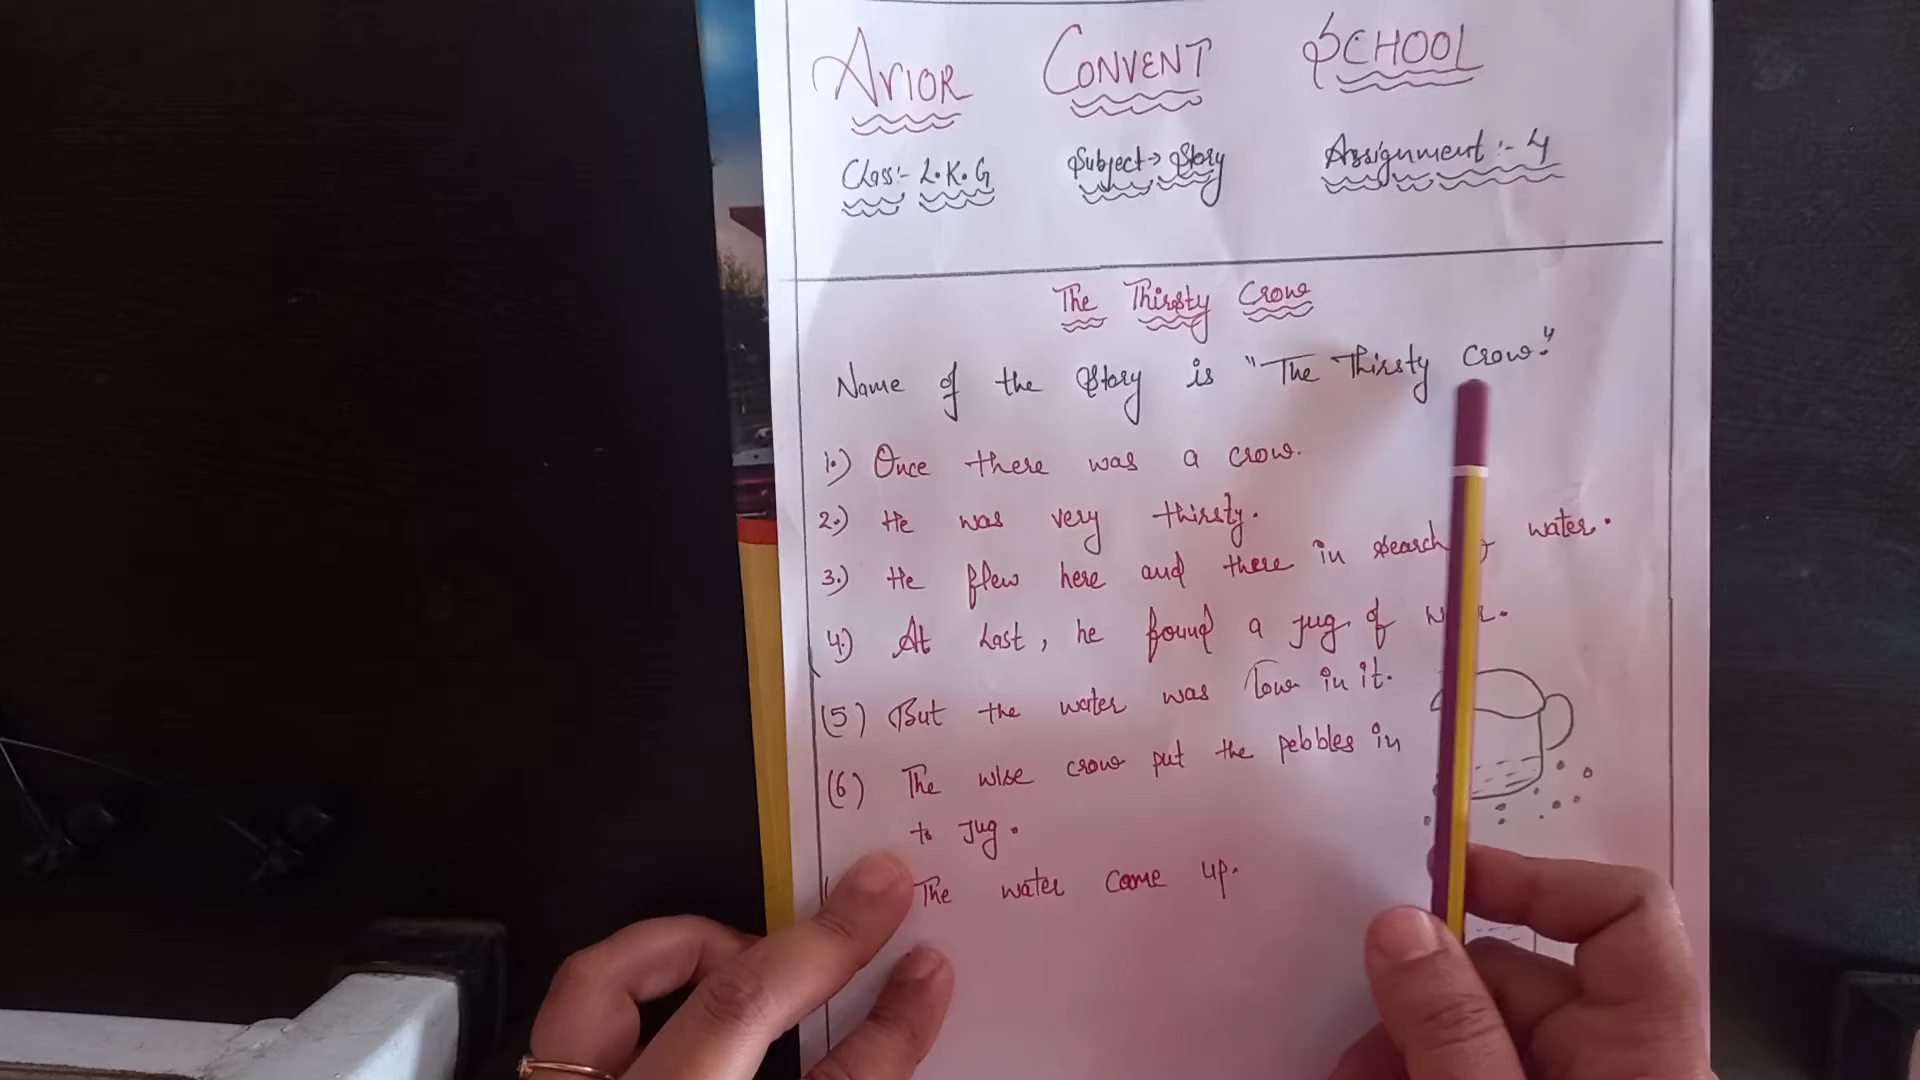 AVIOR CONVENT SCHOOL
Class:- L.K.G Subject→ Story Assignment:- 4
The Thirsty Crow
Name of the Story is "The Thirsty Crow."
1.) Once there was a crow.
2.) He was very thirsty.
3.) He flew here and there in search water.
4.) At Last, he found a jug of
(5) But the water was low in it.
(6) The wise crow put the pebbles in
to jug.
The water came up.